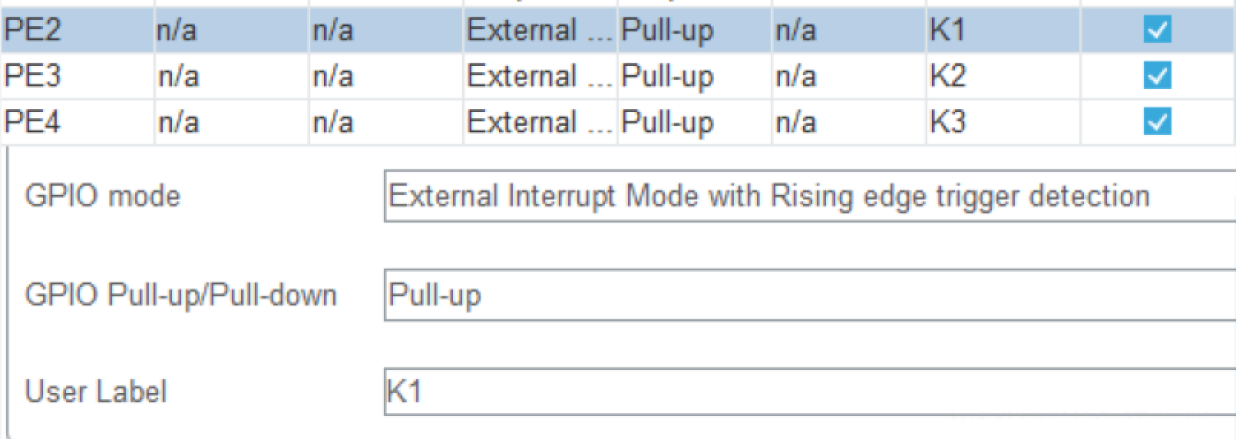 PE2 n/a n/a External ... Pull-up n/a K1
PE3 n/a n/a External ... Pull-up n/a K2
PE4 n/a n/a External ... Pull-up n/a K3
GPIO mode External Interrupt Mode with Rising edge trigger detection
GPIO Pull-up/Pull-down Pull-up
User Label K1